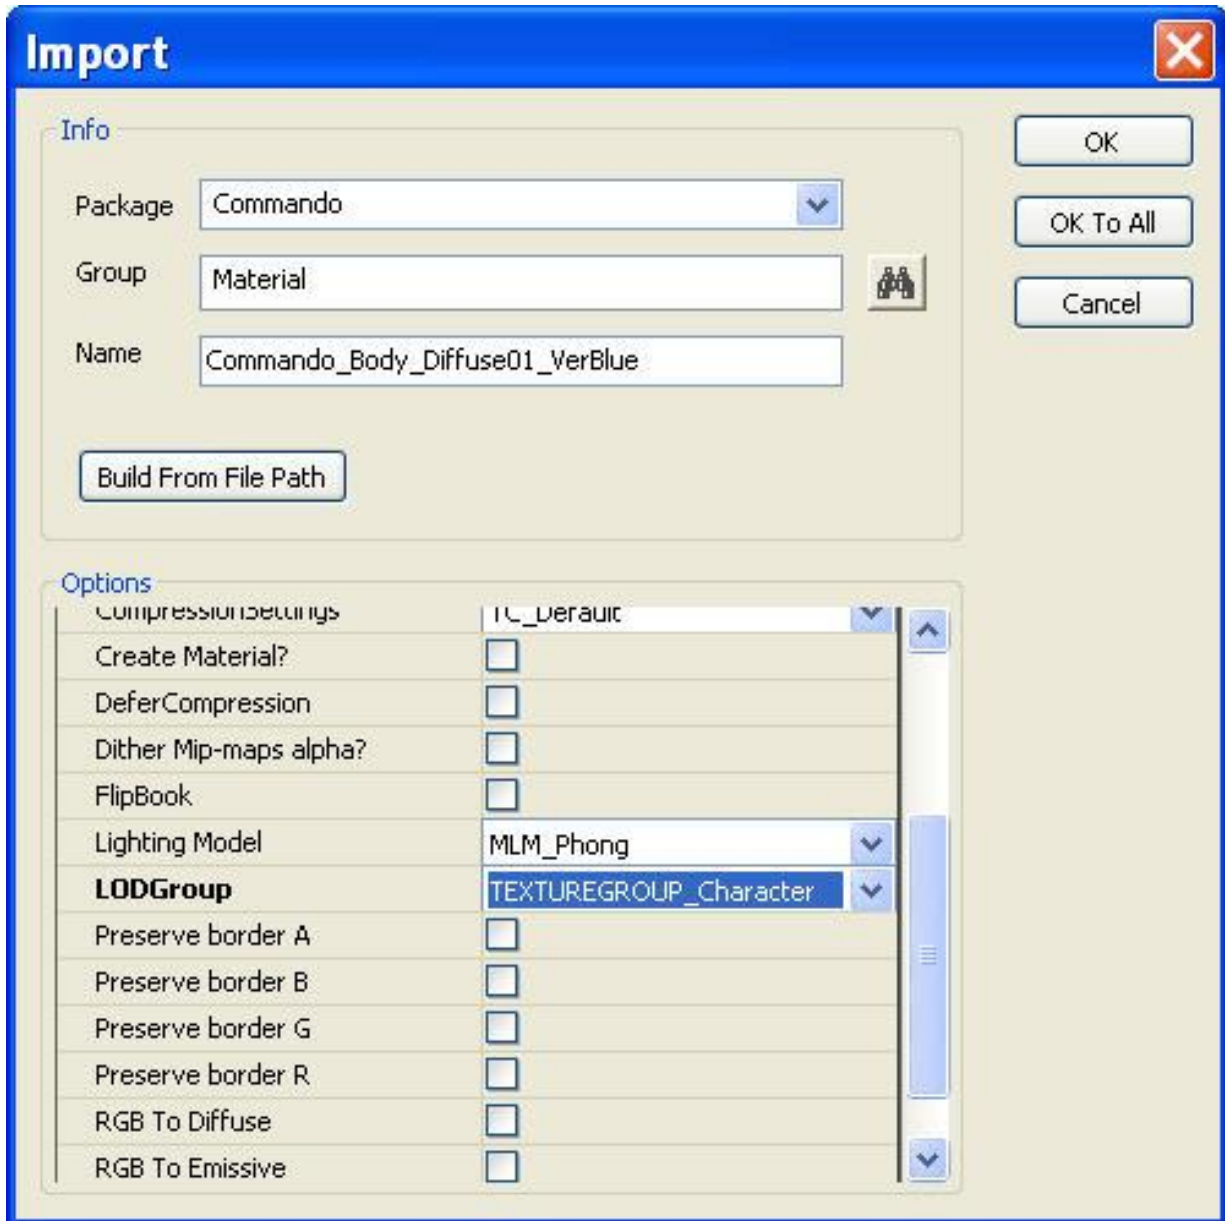 Import
Info
OK
Package Commando
OK To All
Group Material
Cancel
Name Commando_Body_Diffuse01_VerBlue
Build From File Path
Options
CompressionSettings TC_Default
Create Material?
DeferCompression
Dither Mip-maps alpha?
FlipBook
Lighting Model MLM_Phong
LODGroup TEXTUREGROUP_Character
Preserve border A
Preserve border B
Preserve border G
Preserve border R
RGB To Diffuse
RGB To Emissive